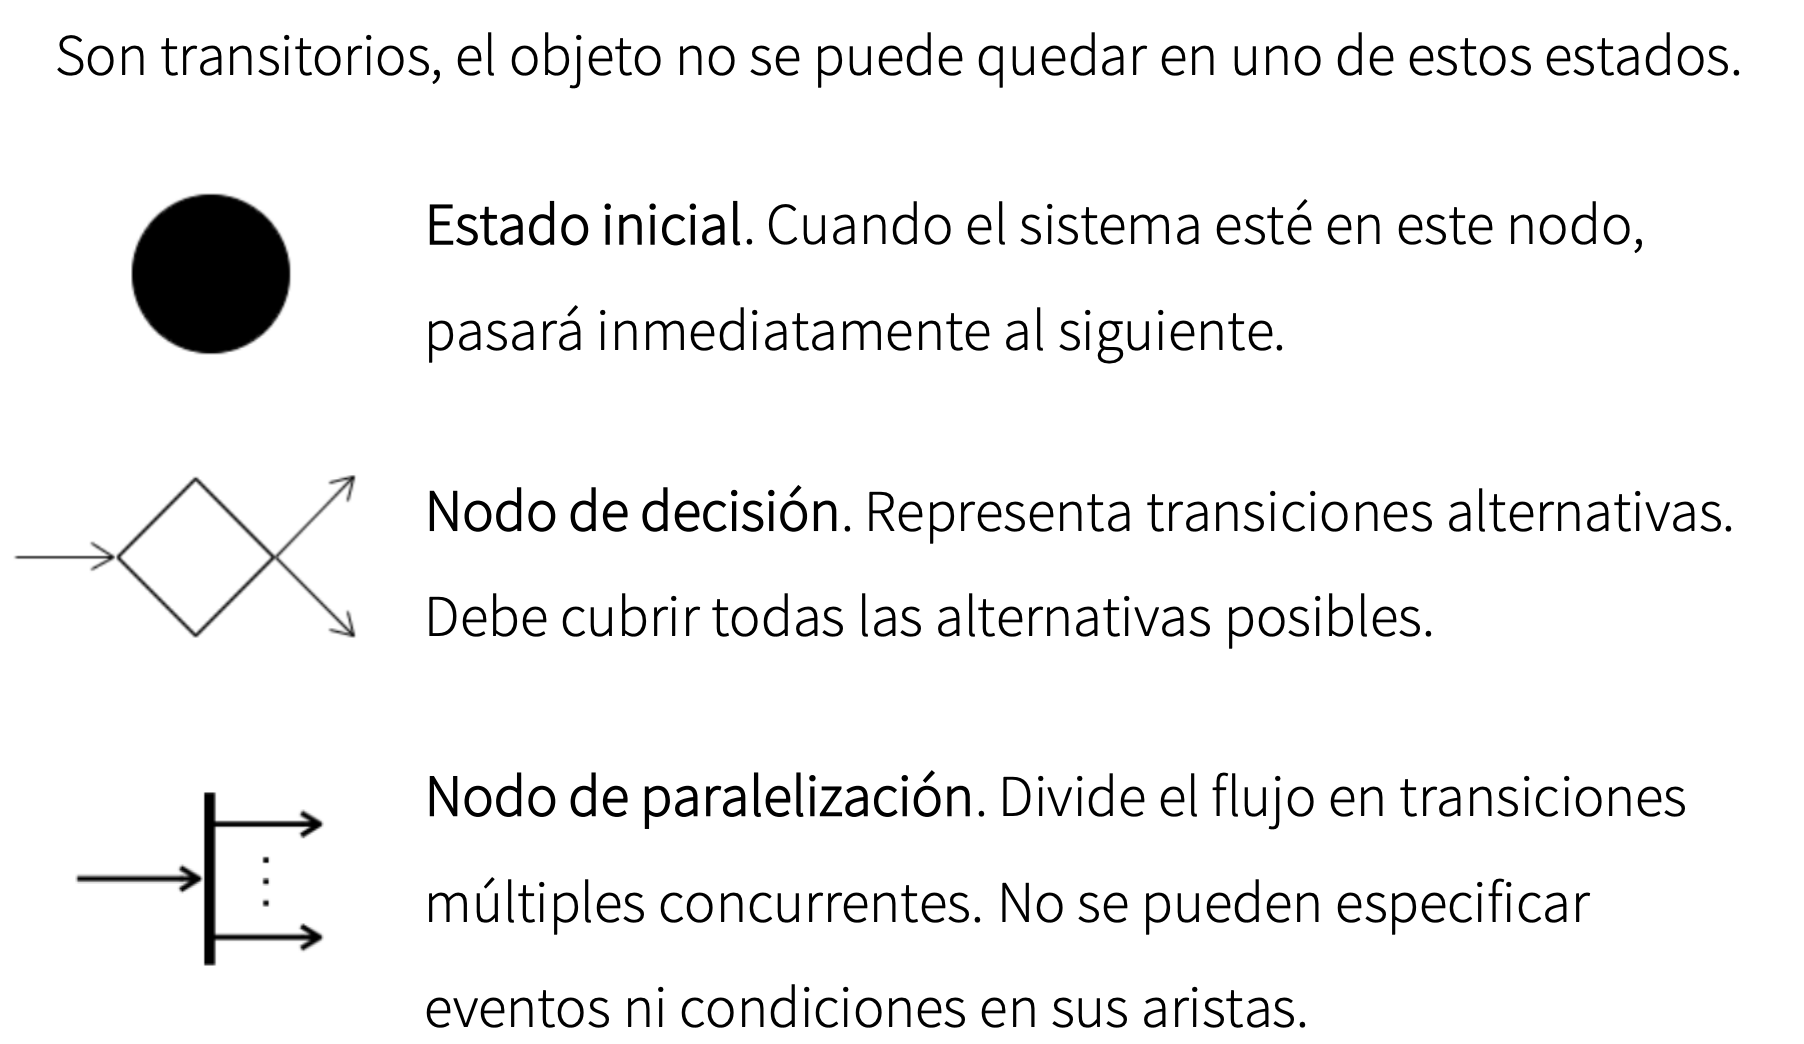 Son transitorios, el objeto no se puede quedar en uno de estos estados.
Estado inicial. Cuando el sistema esté en este nodo,
pasará inmediatamente al siguiente.
Nodo de decisión. Representa transiciones alternativas.
Debe cubrir todas las alternativas posibles.
Nodo de paralelización. Divide el flujo en transiciones
múltiples concurrentes. No se pueden especificar
eventos ni condiciones en sus aristas.